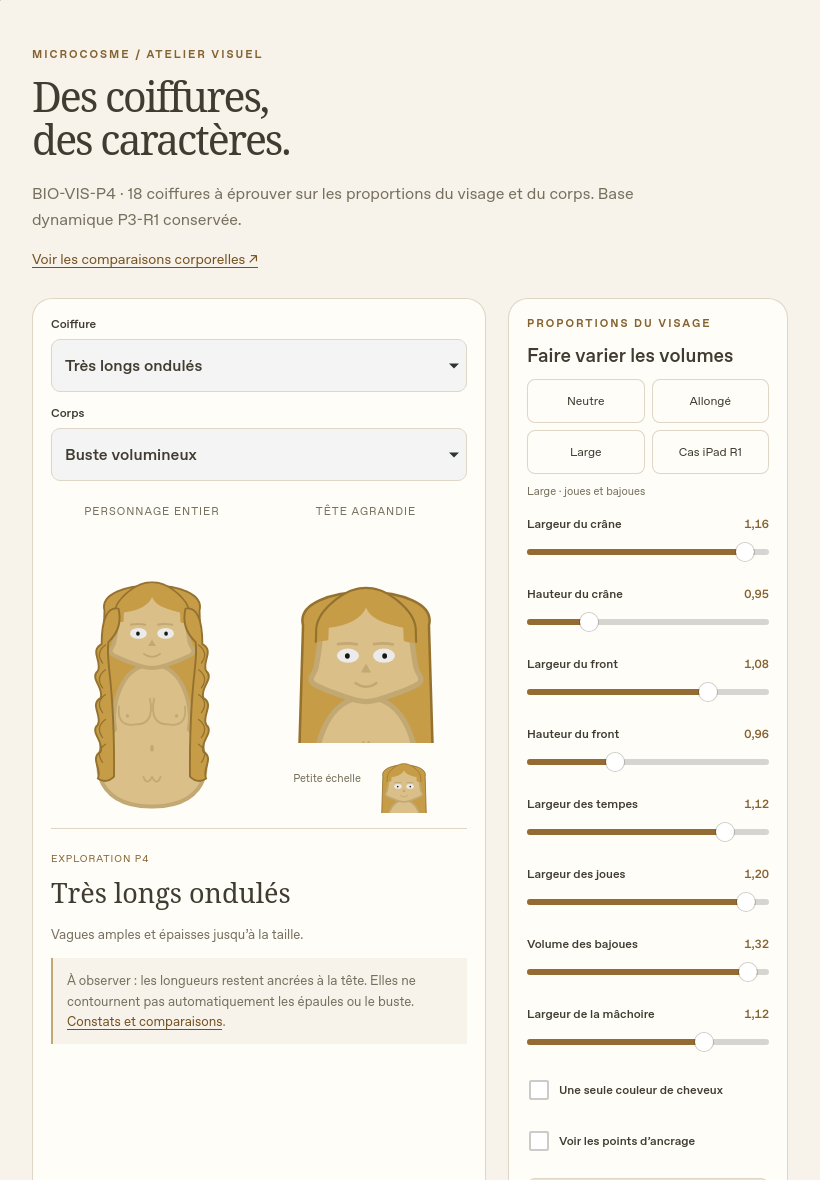 MICROCOSME / ATELIER VISUEL
Des coiffures,
des caractères.
BIO-VIS-P4 · 18 coiffures à éprouver sur les proportions du visage et du corps. Base
dynamique P3-R1 conservée.
Voir les comparaisons corporelles ↗
Coiffure
Très longs ondulés
Corps
Buste volumineux
PERSONNAGE ENTIER
TÊTE AGRANDIE
Petite échelle
EXPLORATION P4
Très longs ondulés
Vagues amples et épaisses jusqu’à la taille.
À observer : les longueurs restent ancrées à la tête. Elles ne
contournent pas automatiquement les épaules ou le buste.
Constats et comparaisons.
PROPORTIONS DU VISAGE
Faire varier les volumes
Neutre
Allongé
Large
Cas iPad R1
Large · joues et bajoues
Largeur du crâne 1,16
Hauteur du crâne 0,95
Largeur du front 1,08
Hauteur du front 0,96
Largeur des tempes 1,12
Largeur des joues 1,20
Volume des bajoues 1,32
Largeur de la mâchoire 1,12
Une seule couleur de cheveux
Voir les points d’ancrage